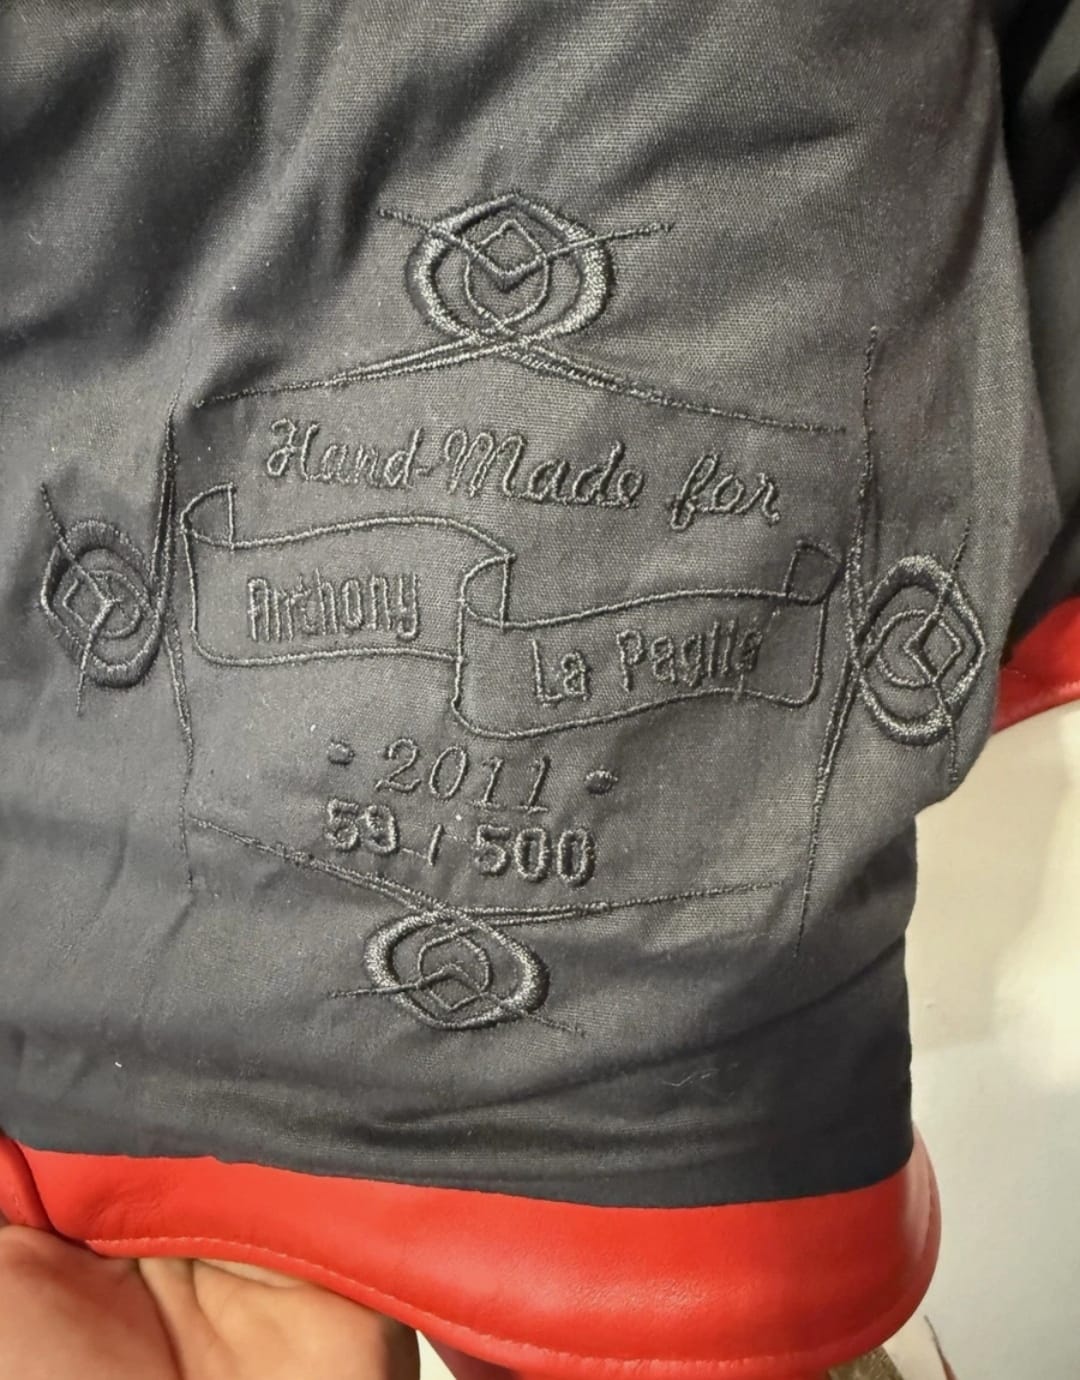 Hand-Made for
Anthony
La Paglia
• 2011 •
59 / 500